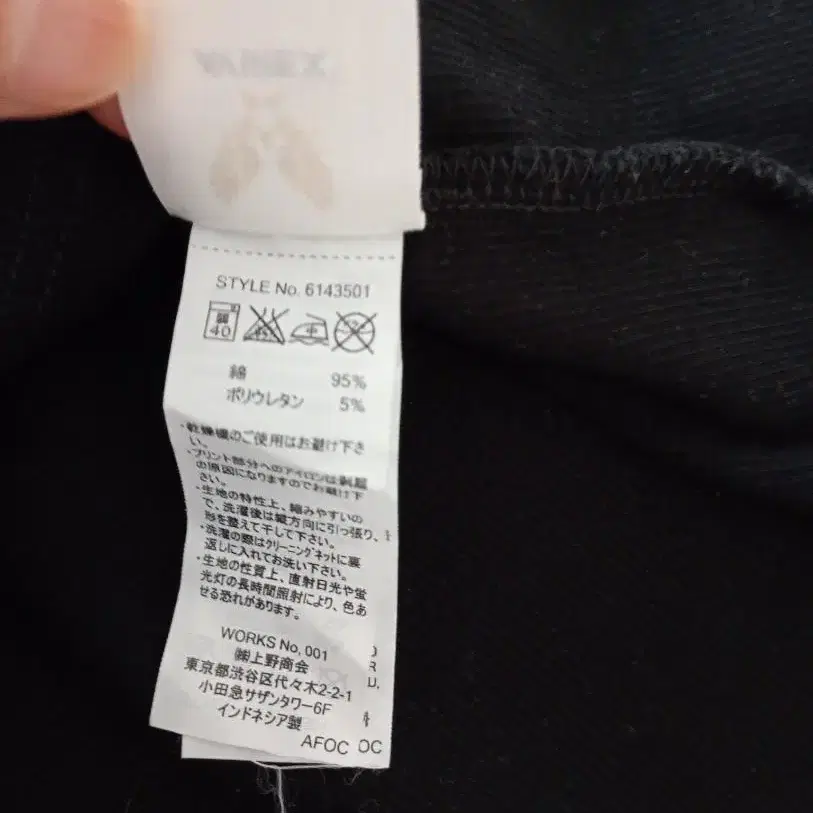 STYLE No. 6143501
40
綿 95%
ポリウレタン 5%
・乾燥機のご使用はお避け下さ
い。
・プリント部分へのアイロンは剥離
の原因になりますのでお避け下
さい。
・生地の特性上、縮みやすいの
で、洗濯後は縦方向に引っ張り、
形を整えて干して下さい。
・洗濯の際はクリーニングネットに裏
返しに入れてお洗い下さい。
・生地の性質上、直射日光や蛍
光灯の長時間照射により、色あ
せる恐れがあります。
WORKS No, 001
㈱上野商会
東京都渋谷区代々木2-2-1
小田急サザンタワー6F
インドネシア製
AFOC
OC